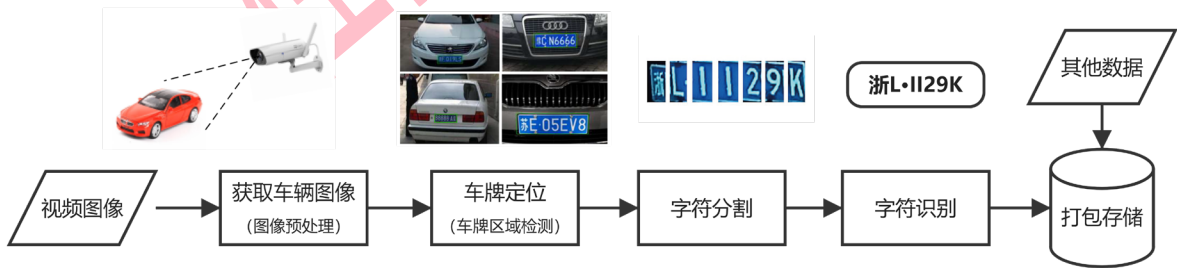 苏E·05EV8
浙L·II29K
浙L·II29K
其他数据
视频图像
获取车辆图像
(图像预处理)
车牌定位
(车牌区域检测)
字符分割
字符识别
打包存储